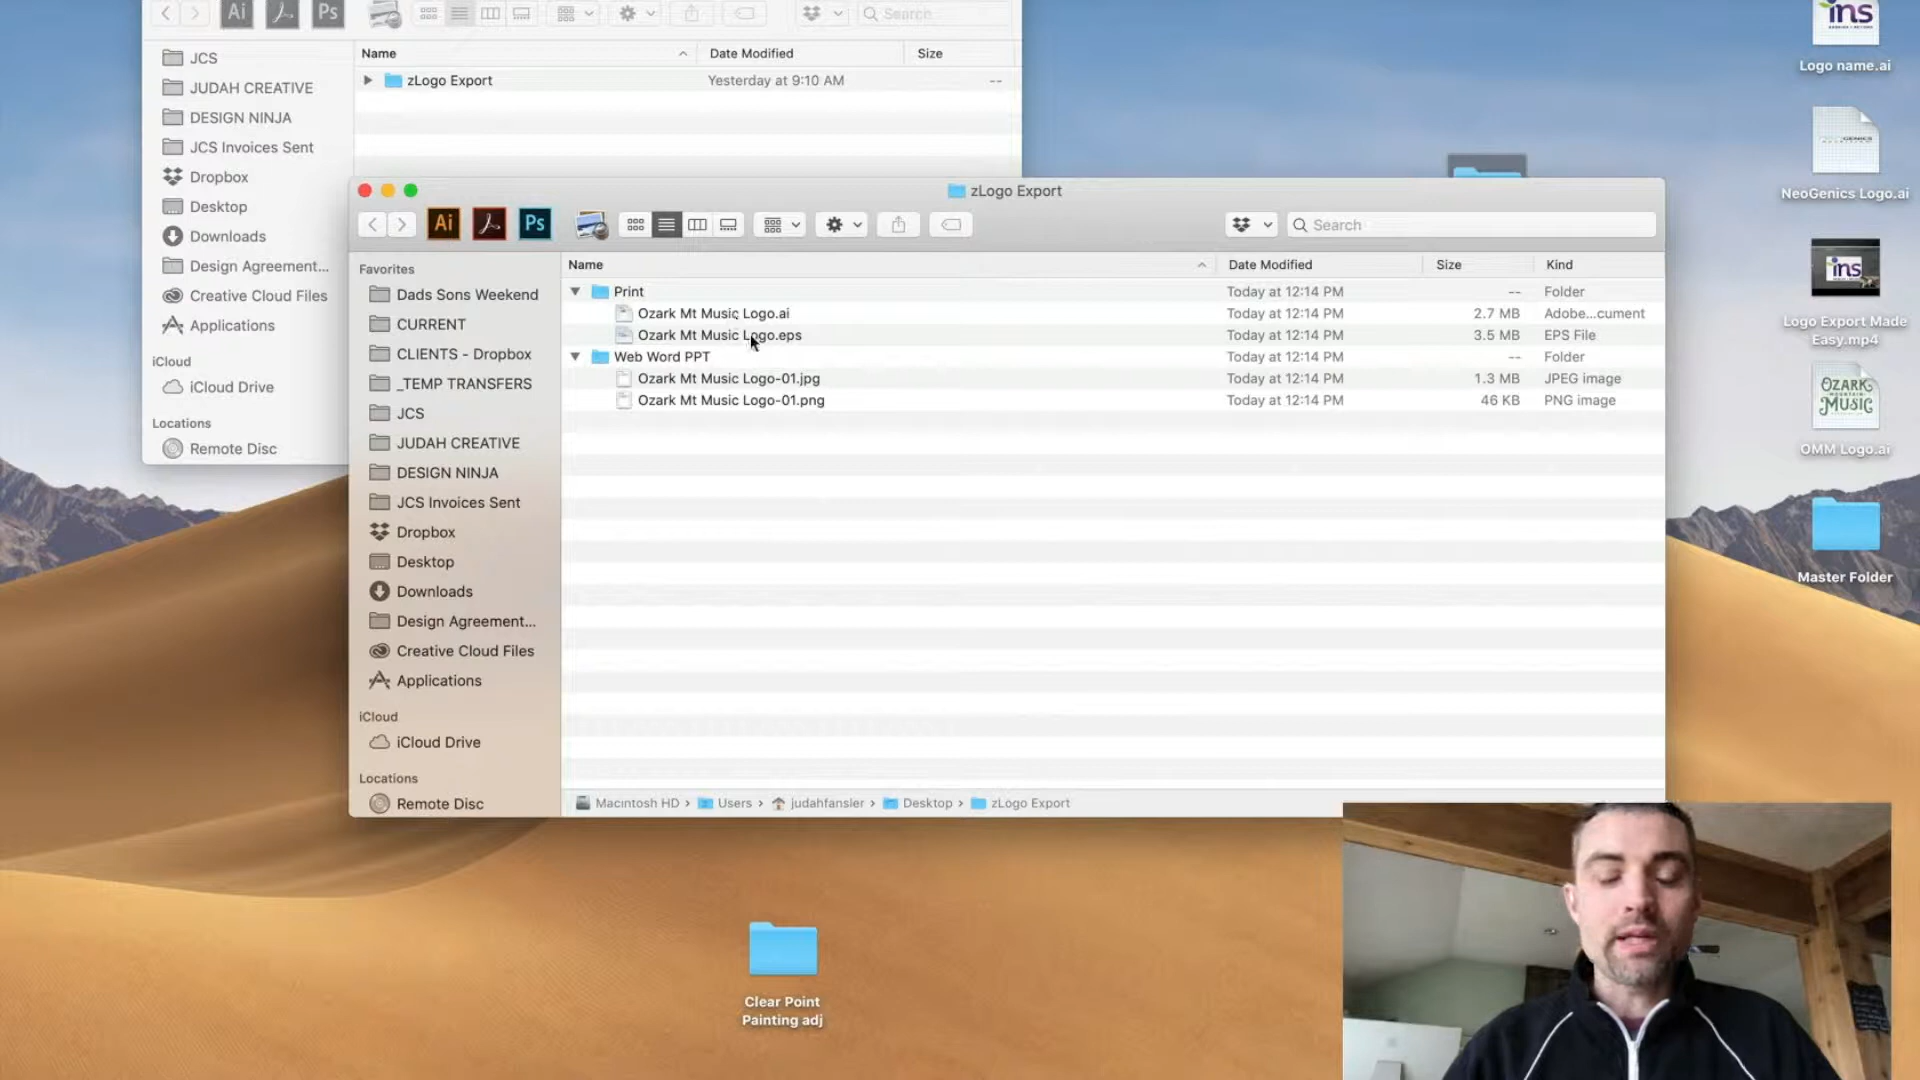 Ai
Ps
Search
Name
Date Modified
Size
JCS
zLogo Export
Yesterday at 9:10 AM
--
JUDAH CREATIVE
DESIGN NINJA
JCS Invoices Sent
Dropbox
Desktop
Downloads
Design Agreement...
Creative Cloud Files
Applications
iCloud
iCloud Drive
Locations
Remote Disc
zLogo Export
Ai
Ps
Search
Favorites
Dads Sons Weekend
CURRENT
CLIENTS - Dropbox
_TEMP TRANSFERS
JCS
JUDAH CREATIVE
DESIGN NINJA
JCS Invoices Sent
Dropbox
Desktop
Downloads
Design Agreement...
Creative Cloud Files
Applications
iCloud
iCloud Drive
Locations
Remote Disc
Name
Date Modified
Size
Kind
Print
Today at 12:14 PM
--
Folder
Ozark Mt Music Logo.ai
Today at 12:14 PM
2.7 MB
Adobe...cument
Ozark Mt Music Logo.eps
Today at 12:14 PM
3.5 MB
EPS File
Web Word PPT
Today at 12:14 PM
--
Folder
Ozark Mt Music Logo-01.jpg
Today at 12:14 PM
1.3 MB
JPEG image
Ozark Mt Music Logo-01.png
Today at 12:14 PM
46 KB
PNG image
Macintosh HD › Users › judahfansler › Desktop › zLogo Export
ins
Logo name.ai
NeoGenics Logo.ai
ins
Logo Export Made
Easy.mp4
OZARK
MOUNTAIN
MUSIC
OMM Logo.ai
Master Folder
Clear Point
Painting adj